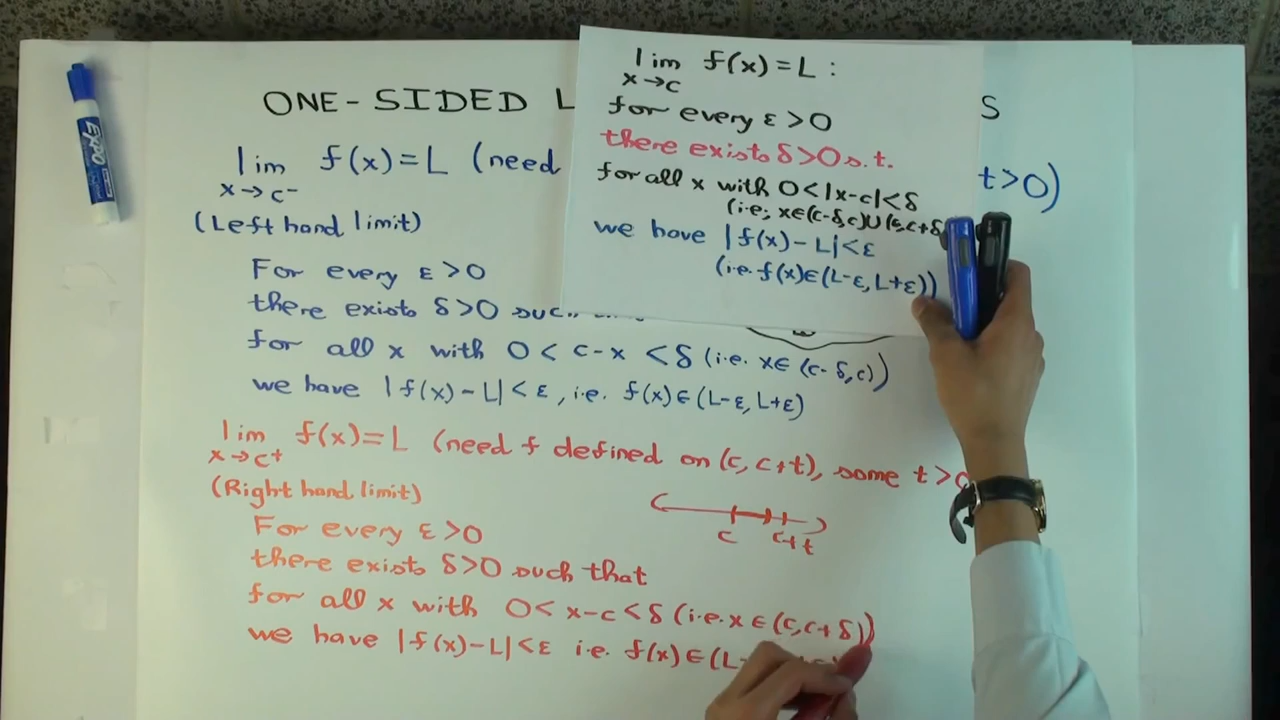 ONE-SIDED L
S
lim f(x)=L (need
x→c⁻
t>0)
(Left hand limit)
For every ε>0
there exists δ>0
for all x with 0< c-x <δ (i.e. x∈ (c-δ,c))
we have |f(x)-L|<ε, i.e. f(x)∈(L-ε, L+ε)
lim f(x)=L (need f defined on (c, c+t), some t>0
x→c⁺
(Right hand limit)
c c+t
For every ε>0
there exists δ>0 such that
for all x with 0< x-c <δ (i.e. x∈(c,c+δ))
we have |f(x)-L|<ε i.e. f(x)∈(L-
lim f(x)=L :
x→c
for every ε>0
there exists δ>0 s.t.
for all x with 0<|x-c|<δ
(i.e; x∈(c-δ,c)∪(c,c+δ
we have |f(x)-L|<ε
(i.e. f(x)∈(L-ε, L+ε))
EXPO